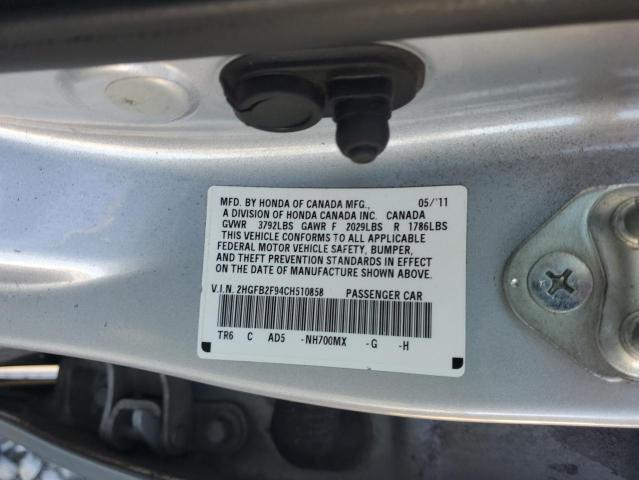 MFD. BY HONDA OF CANADA MFG., 05/'11
A DIVISION OF HONDA CANADA INC. CANADA
GVWR 3792LBS GAWR F 2029LBS R 1786LBS
THIS VEHICLE CONFORMS TO ALL APPLICABLE
FEDERAL MOTOR VEHICLE SAFETY, BUMPER,
AND THEFT PREVENTION STANDARDS IN EFFECT
ON THE DATE OF MANUFACTURE SHOWN ABOVE.
V.I.N. 2HGFB2F94CH510858 PASSENGER CAR
TR6 C AD5 -NH700MX -G -H